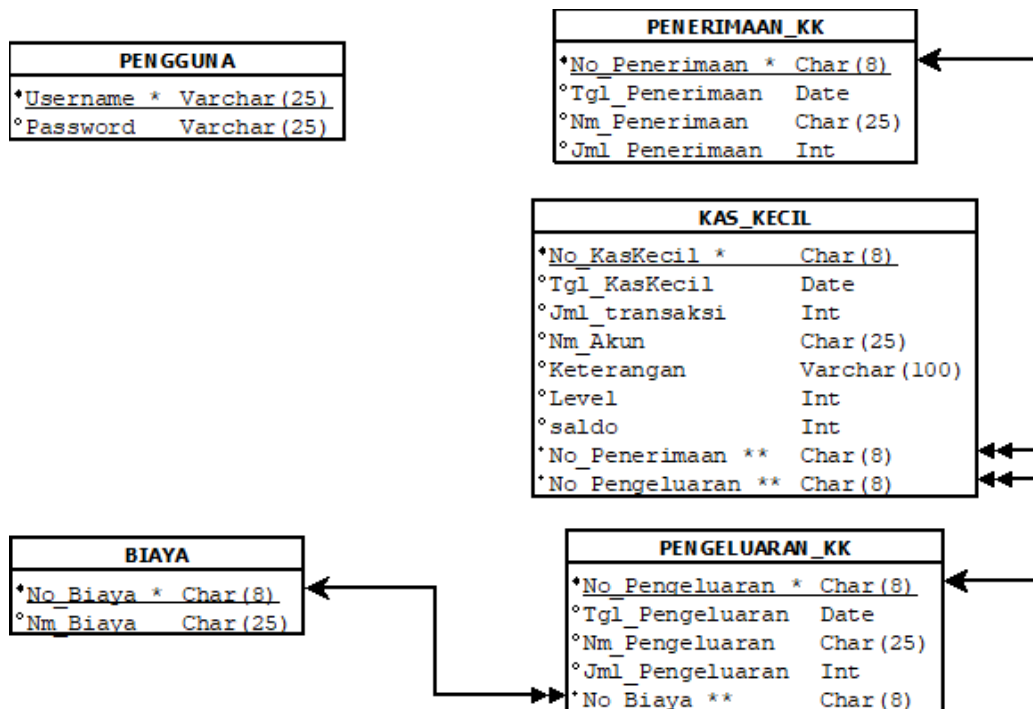 PENGGUNA
Username * Varchar(25)
Password Varchar(25)
PENERIMAAN_KK
No_Penerimaan * Char(8)
Tgl_Penerimaan Date
Nm_Penerimaan Char(25)
Jml_Penerimaan Int
KAS_KECIL
No_KasKecil * Char(8)
Tgl_KasKecil Date
Jml_transaksi Int
Nm_Akun Char(25)
Keterangan Varchar(100)
Level Int
saldo Int
No_Penerimaan ** Char(8)
No_Pengeluaran ** Char(8)
BIAYA
No_Biaya * Char(8)
Nm_Biaya Char(25)
PENGELUARAN_KK
No_Pengeluaran * Char(8)
Tgl_Pengeluaran Date
Nm_Pengeluaran Char(25)
Jml_Pengeluaran Int
No_Biaya ** Char(8)